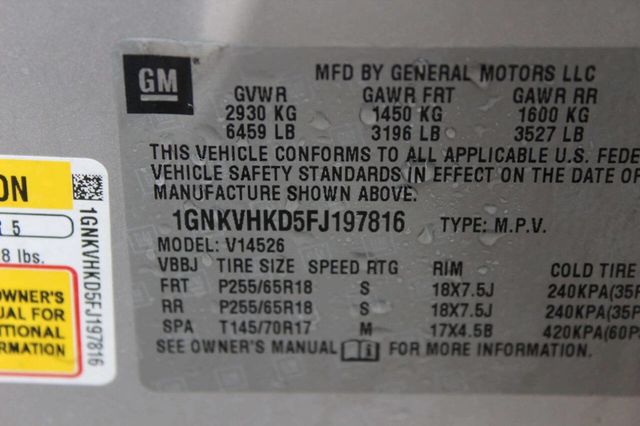 GM
MFD BY GENERAL MOTORS LLC
GVWR GAWR FRT GAWR RR
2930 KG 1450 KG 1600 KG
6459 LB 3196 LB 3527 LB
THIS VEHICLE CONFORMS TO ALL APPLICABLE U.S. FEDE
VEHICLE SAFETY STANDARDS IN EFFECT ON THE DATE OF
MANUFACTURE SHOWN ABOVE.
1GNKVHKD5FJ197816 TYPE: M.P.V.
MODEL: V14526
VBBJ TIRE SIZE SPEED RTG RIM COLD TIRE
FRT P255/65R18 S 18X7.5J 240KPA(35P
RR P255/65R18 S 18X7.5J 240KPA(35P
SPA T145/70R17 M 17X4.5B 420KPA(60P
SEE OWNER'S MANUAL i FOR MORE INFORMATION.
ON
R 5
8 lbs.
OWNER'S
UAL FOR
ITIONAL
RMATION
1GNKVHKD5FJ197816